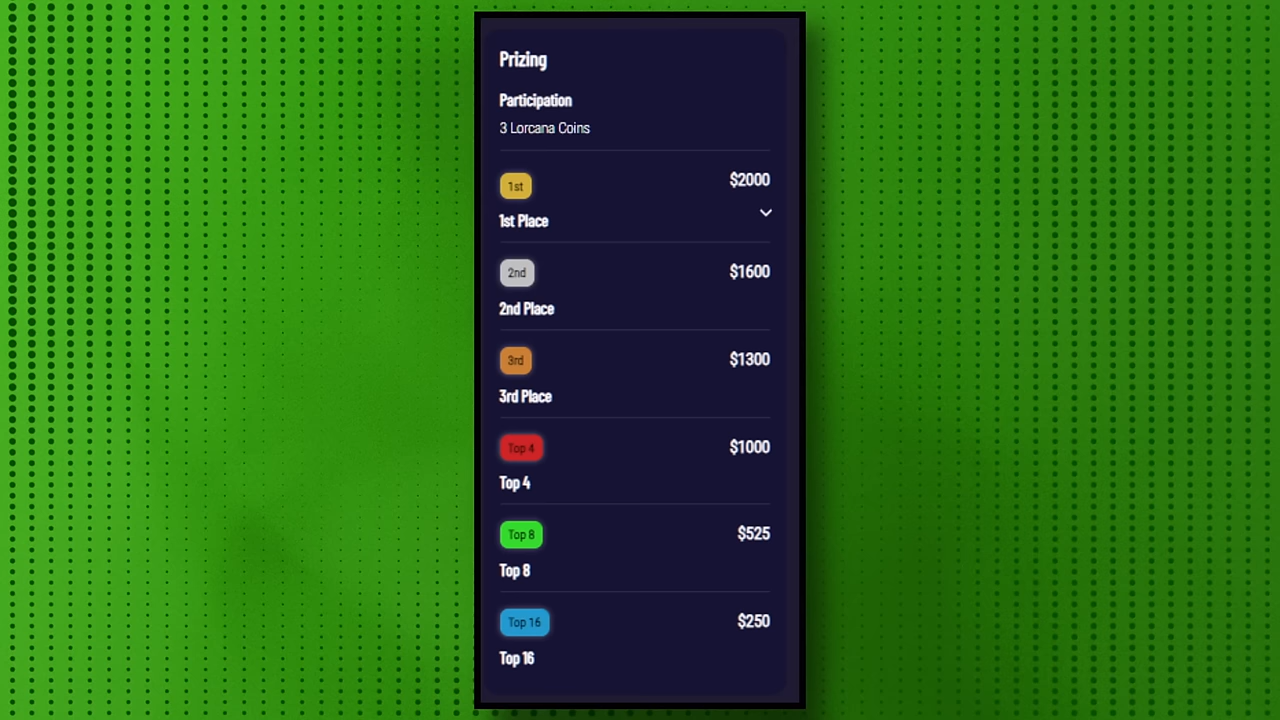 Prizing
Participation
3 Lorcana Coins
1st
$2000
1st Place
2nd
$1600
2nd Place
3rd
$1300
3rd Place
Top 4
$1000
Top 4
Top 8
$525
Top 8
Top 16
$250
Top 16